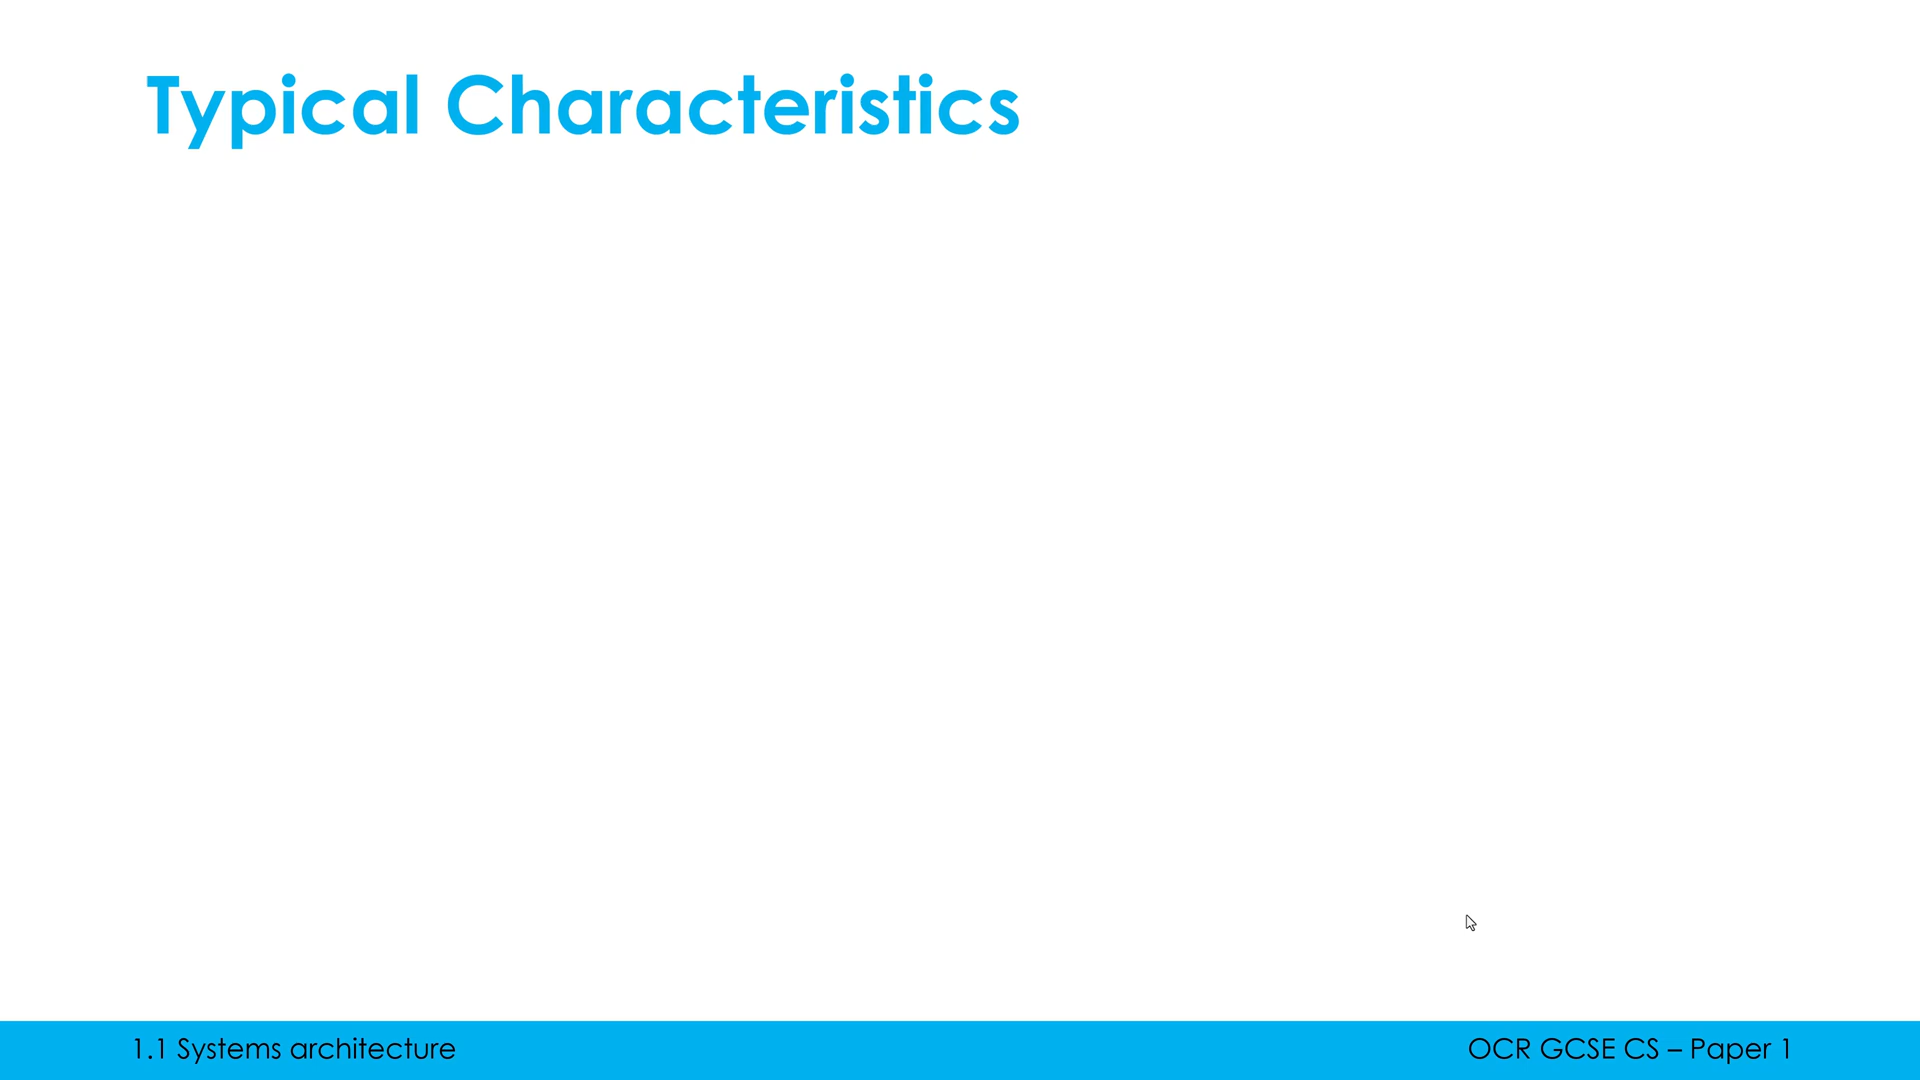 Typical Characteristics
1.1 Systems architecture
OCR GCSE CS – Paper 1